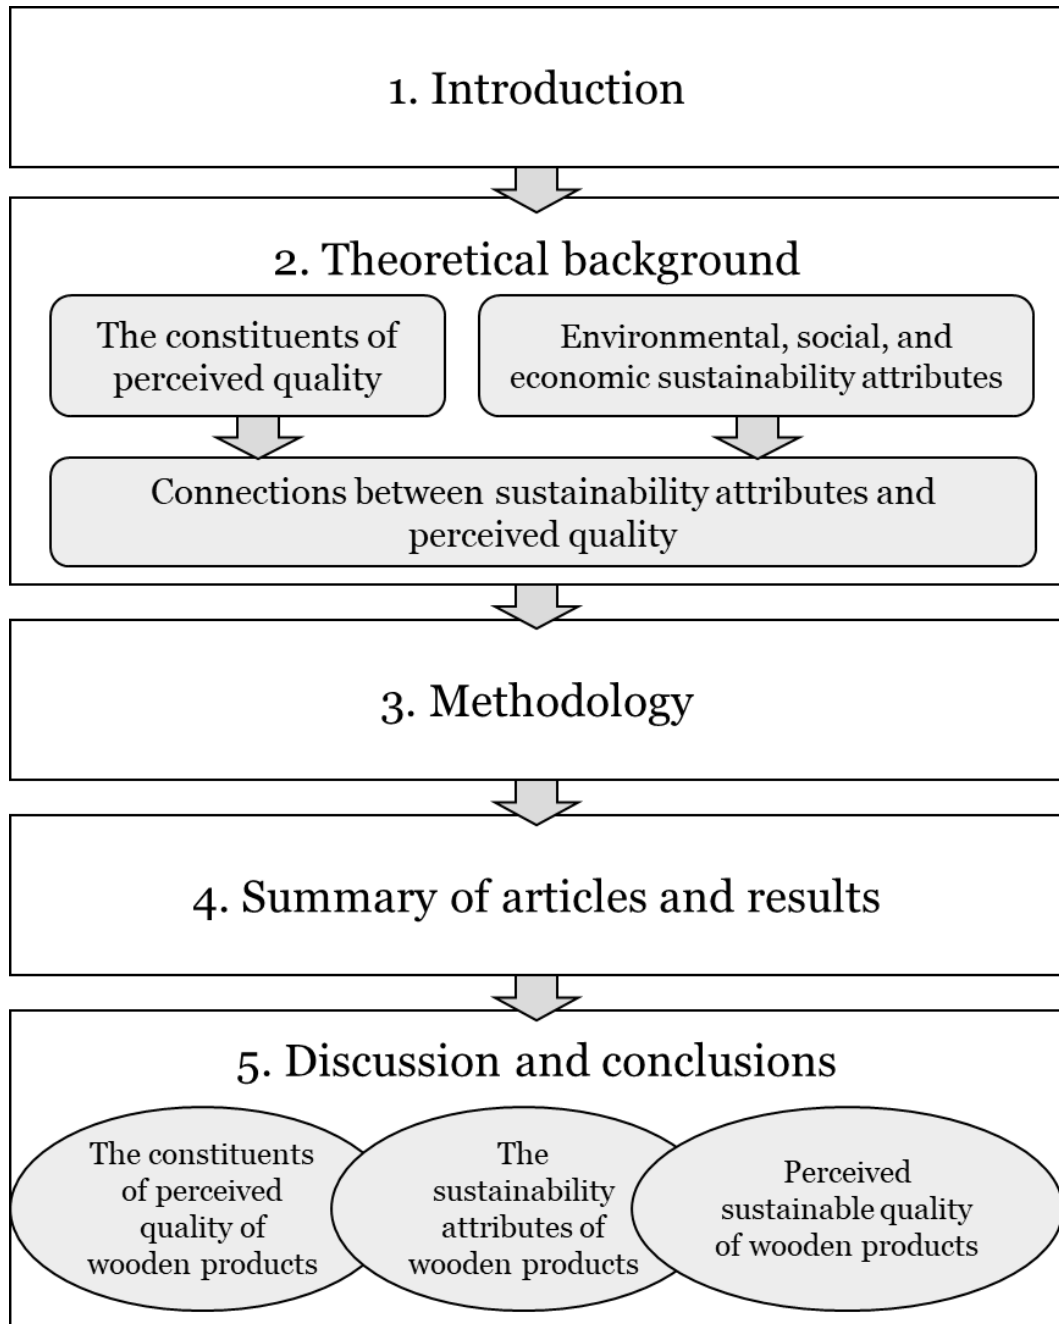 1. Introduction
2. Theoretical background
The constituents of
perceived quality
Environmental, social, and
economic sustainability attributes
Connections between sustainability attributes and
perceived quality
3. Methodology
4. Summary of articles and results
5. Discussion and conclusions
The constituents
of perceived
quality of
wooden products
The
sustainability
attributes of
wooden products
Perceived
sustainable quality
of wooden products